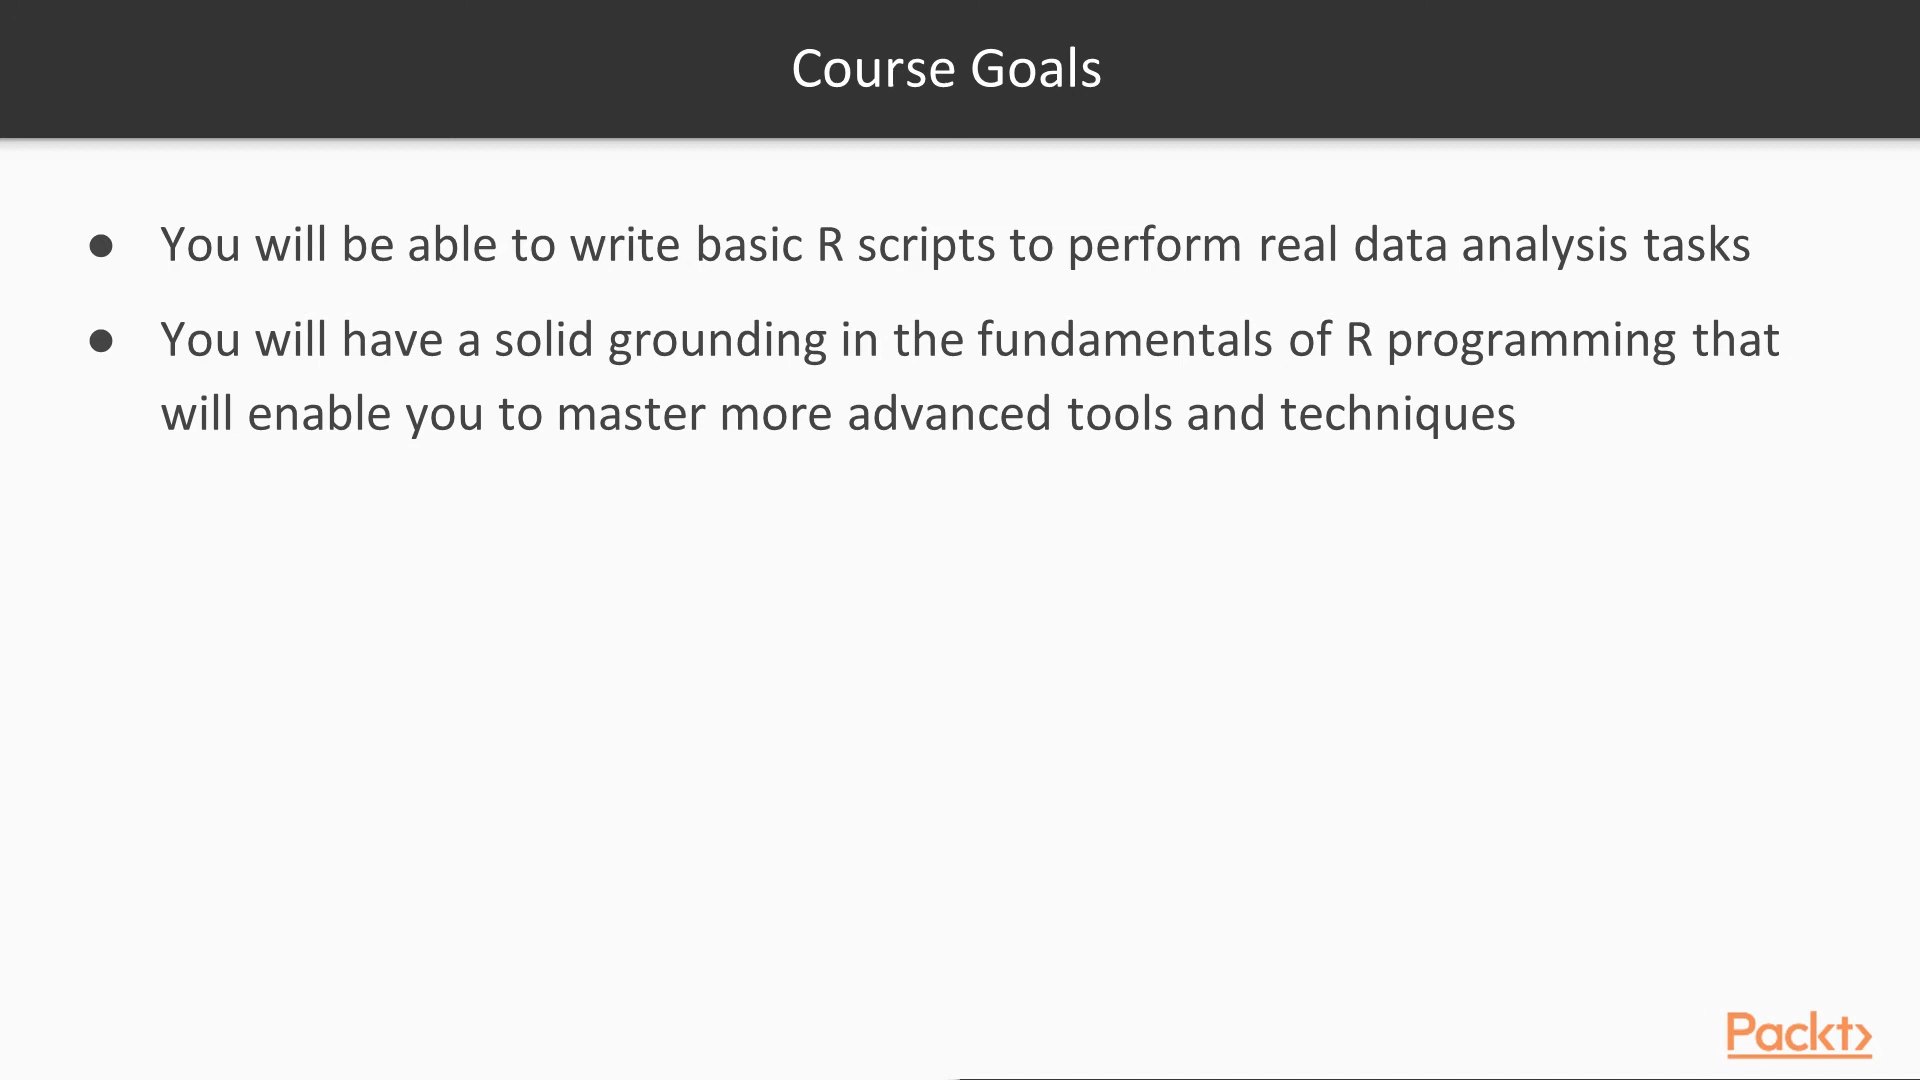 Course Goals
● You will be able to write basic R scripts to perform real data analysis tasks
● You will have a solid grounding in the fundamentals of R programming that
will enable you to master more advanced tools and techniques
Packt>